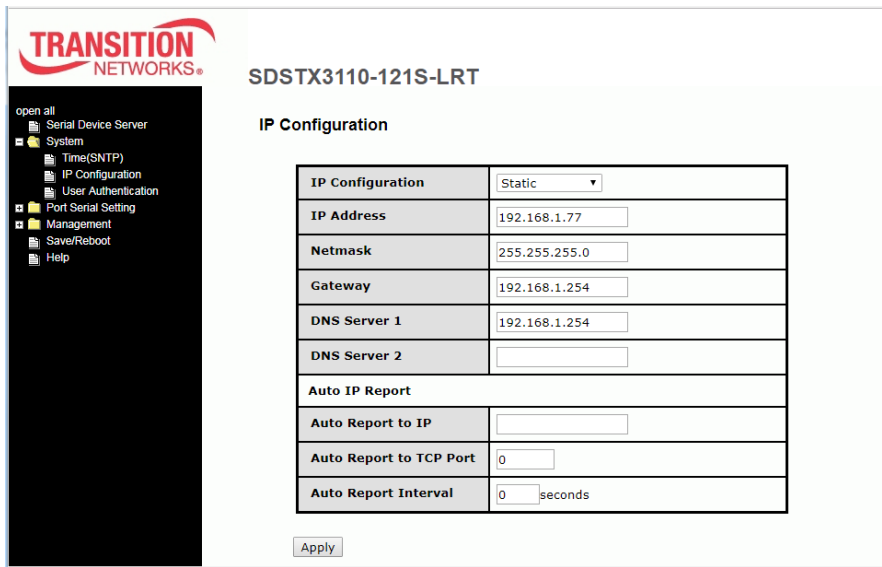 TRANSITION
NETWORKS®
SDSTX3110-121S-LRT
open all
Serial Device Server
System
Time(SNTP)
IP Configuration
User Authentication
Port Serial Setting
Management
Save/Reboot
Help
IP Configuration
IP Configuration Static
IP Address 192.168.1.77
Netmask 255.255.255.0
Gateway 192.168.1.254
DNS Server 1 192.168.1.254
DNS Server 2
Auto IP Report
Auto Report to IP
Auto Report to TCP Port 0
Auto Report Interval 0 seconds
Apply